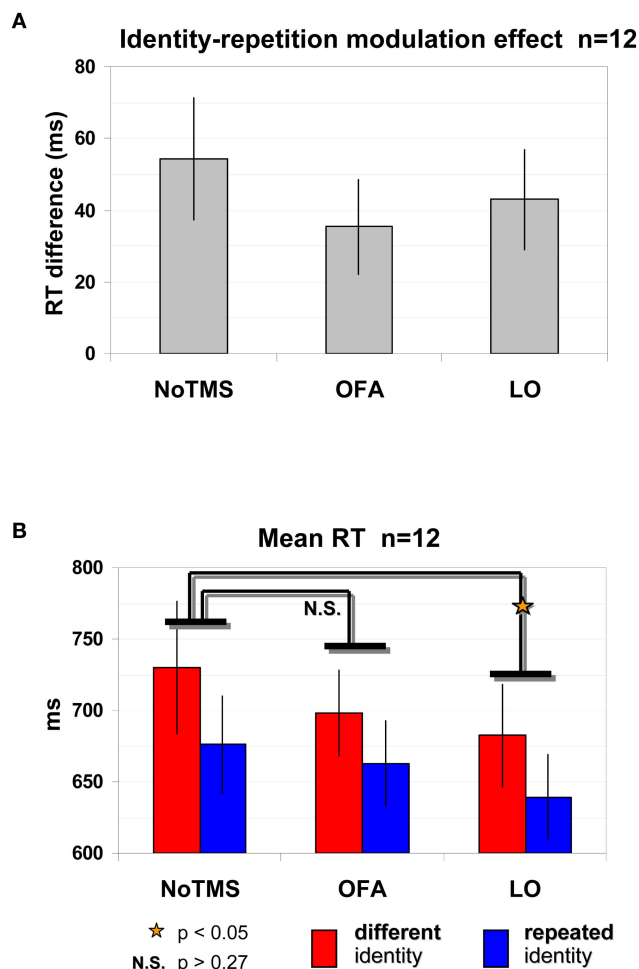 A
Identity-repetition modulation effect n=12
RT difference (ms)
80
60
40
20
0
NoTMS OFA LO
B
Mean RT n=12
ms
800
750
700
650
600
N.S.
NoTMS OFA LO
p < 0.05
N.S. p > 0.27
different identity
repeated identity